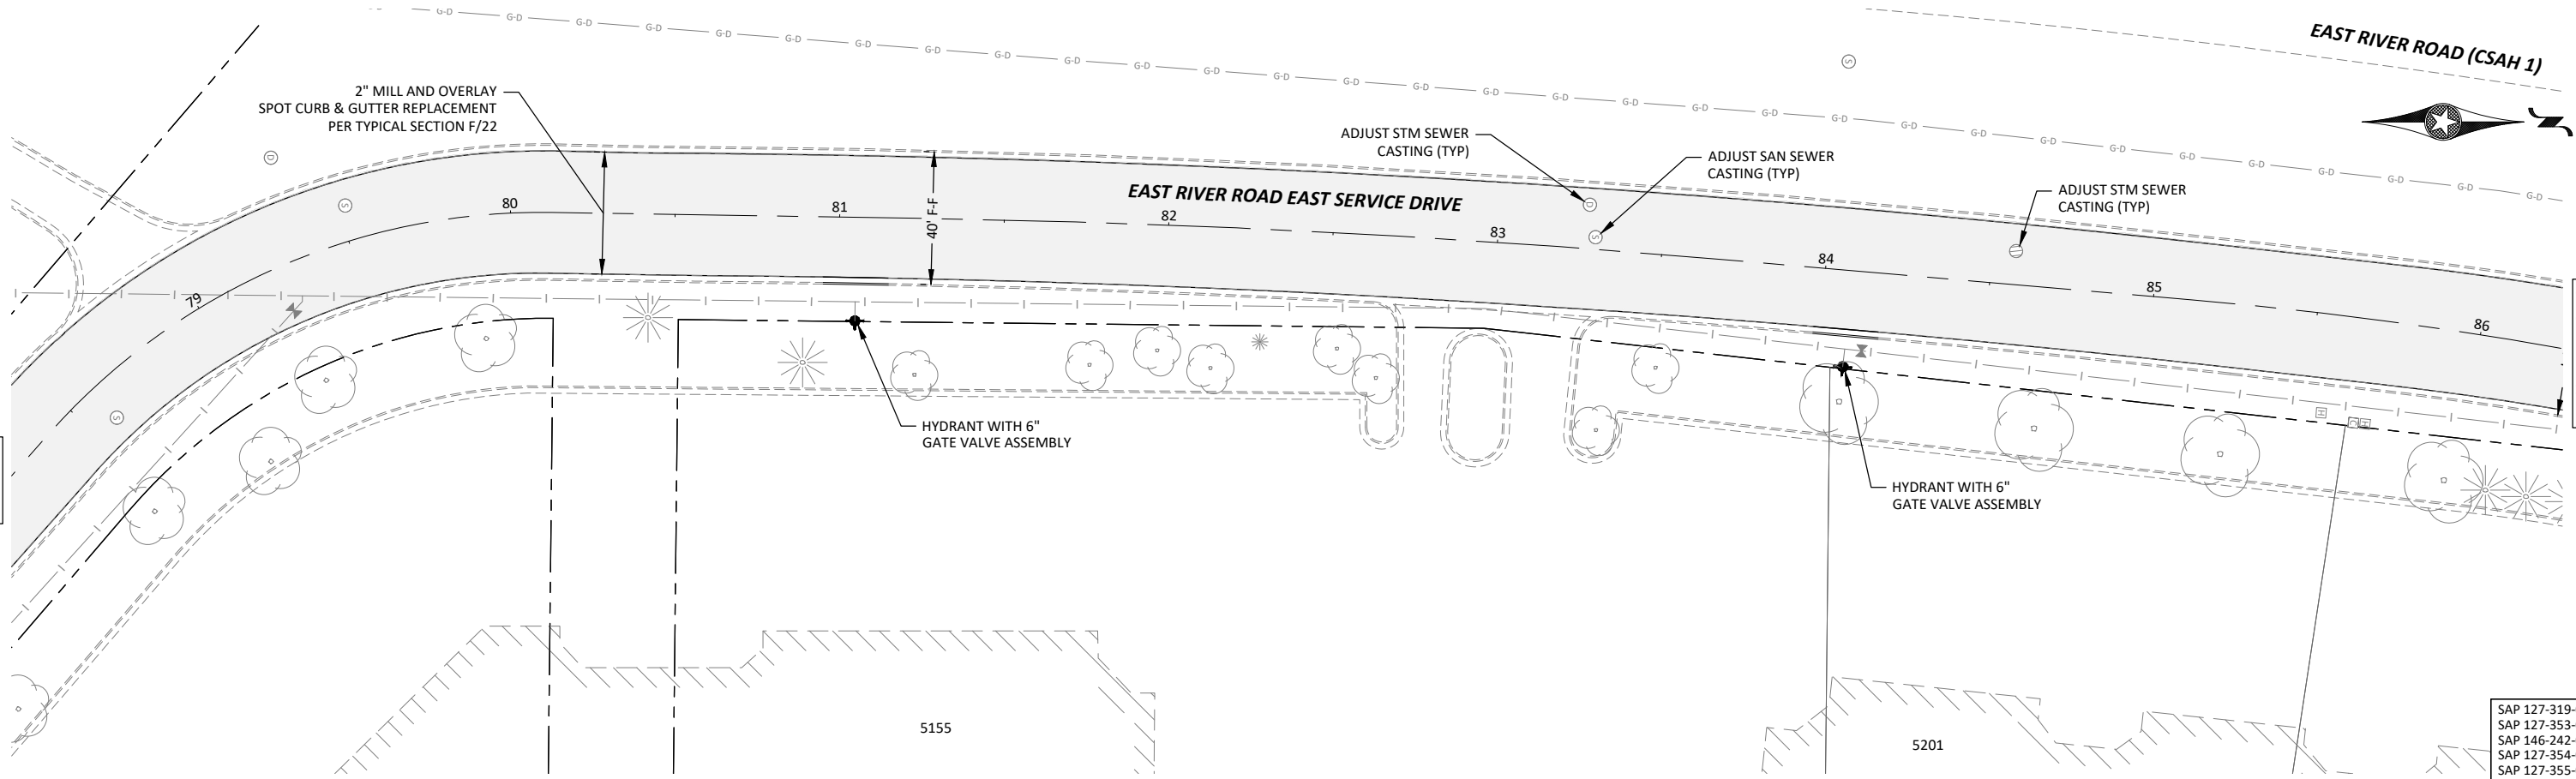 G-D G-D G-D G-D G-D G-D G-D G-D G-D G-D G-D G-D G-D G-D G-D G-D G-D G-D G-D G-D G-D G-D G-D G-D G-D G-D G-D G-D G-D G-D G-D
EAST RIVER ROAD (CSAH 1)
N
2" MILL AND OVERLAY
SPOT CURB & GUTTER REPLACEMENT
PER TYPICAL SECTION F/22
ADJUST STM SEWER
CASTING (TYP)
ADJUST SAN SEWER
CASTING (TYP)
ADJUST STM SEWER
CASTING (TYP)
EAST RIVER ROAD EAST SERVICE DRIVE
40' F-F
79
80
81
82
83
84
85
86
D
S
S
S
D
S
H
C
H
HYDRANT WITH 6"
GATE VALVE ASSEMBLY
HYDRANT WITH 6"
GATE VALVE ASSEMBLY
5155
5201
SAP 127-319-
SAP 127-353-
SAP 146-242-
SAP 127-354-
SAP 127-355-